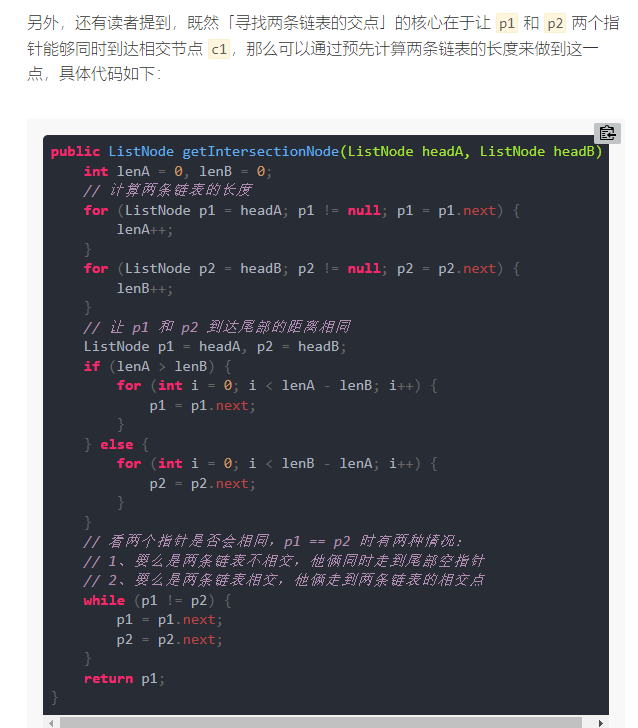 另外，还有读者提到，既然「寻找两条链表的交点」的核心在于让 p1 和 p2 两个指
针能够同时到达相交节点 c1，那么可以通过预先计算两条链表的长度来做到这一
点，具体代码如下：
public ListNode getIntersectionNode(ListNode headA, ListNode headB)
    int lenA = 0, lenB = 0;
    // 计算两条链表的长度
    for (ListNode p1 = headA; p1 != null; p1 = p1.next) {
        lenA++;
    }
    for (ListNode p2 = headB; p2 != null; p2 = p2.next) {
        lenB++;
    }
    // 让 p1 和 p2 到达尾部的距离相同
    ListNode p1 = headA, p2 = headB;
    if (lenA > lenB) {
        for (int i = 0; i < lenA - lenB; i++) {
            p1 = p1.next;
        }
    } else {
        for (int i = 0; i < lenB - lenA; i++) {
            p2 = p2.next;
        }
    }
    // 看两个指针是否会相同，p1 == p2 时有两种情况：
    // 1、要么是两条链表不相交，他俩同时走到尾部空指针
    // 2、要么是两条链表相交，他俩走到两条链表的相交点
    while (p1 != p2) {
        p1 = p1.next;
        p2 = p2.next;
    }
    return p1;
}